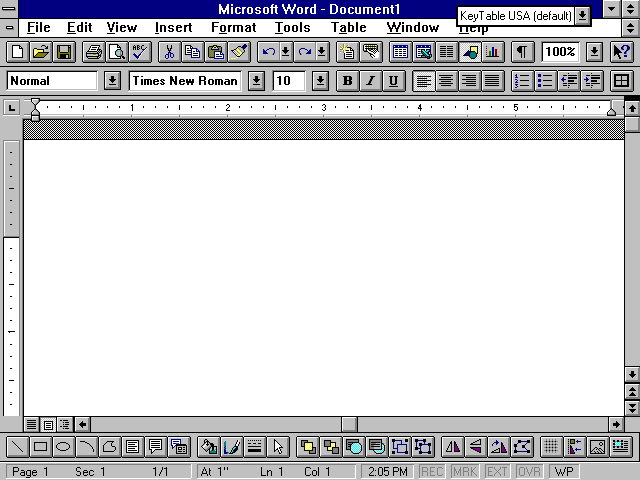 Microsoft Word - Document1
KeyTable USA (default)
File Edit View Insert Format Tools Table Window Help
ABC 100% ¶ ?
Normal Times New Roman 10 B I U
1 2 3 4 5
Page 1 Sec 1 1/1 At 1" Ln 1 Col 1 2:05 PM REC MRK EXT OVR WP